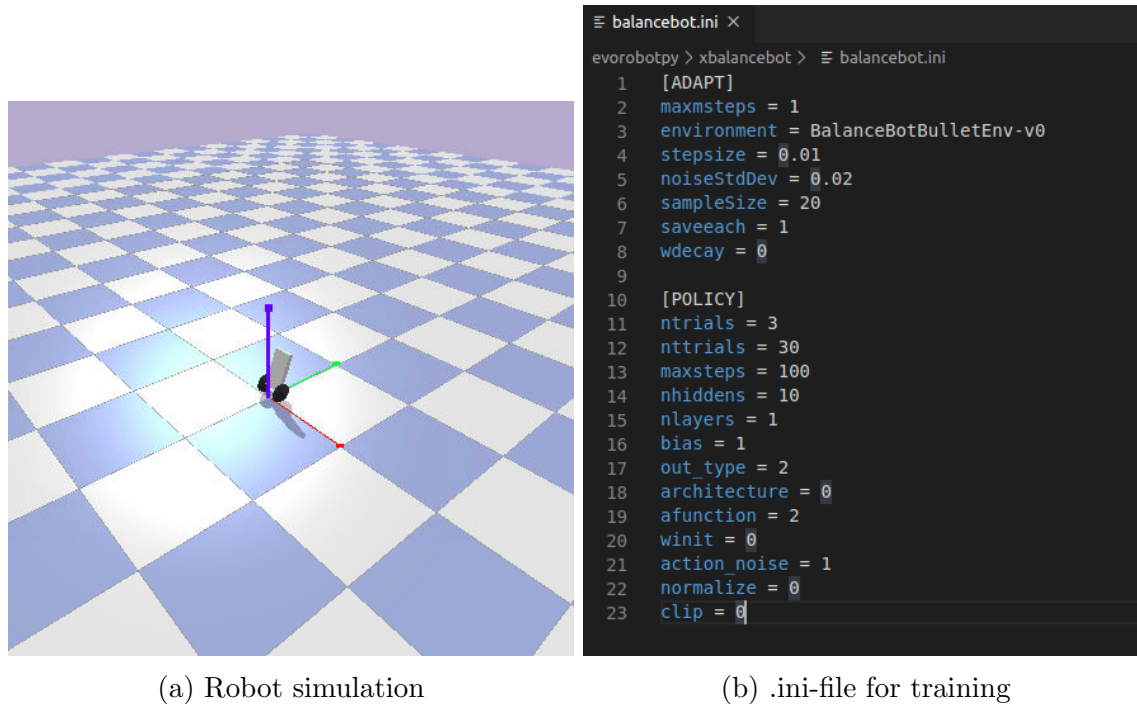 balancebot.ini ×
evorobotpy > xbalancebot > balancebot.ini
1 [ADAPT]
2 maxmsteps = 1
3 environment = BalanceBotBulletEnv-v0
4 stepsize = 0.01
5 noiseStdDev = 0.02
6 sampleSize = 20
7 saveeach = 1
8 wdecay = 0
9
10 [POLICY]
11 ntrials = 3
12 nttrials = 30
13 maxsteps = 100
14 nhiddens = 10
15 nlayers = 1
16 bias = 1
17 out_type = 2
18 architecture = 0
19 afunction = 2
20 winit = 0
21 action_noise = 1
22 normalize = 0
23 clip = 0
(a) Robot simulation
(b) .ini-file for training